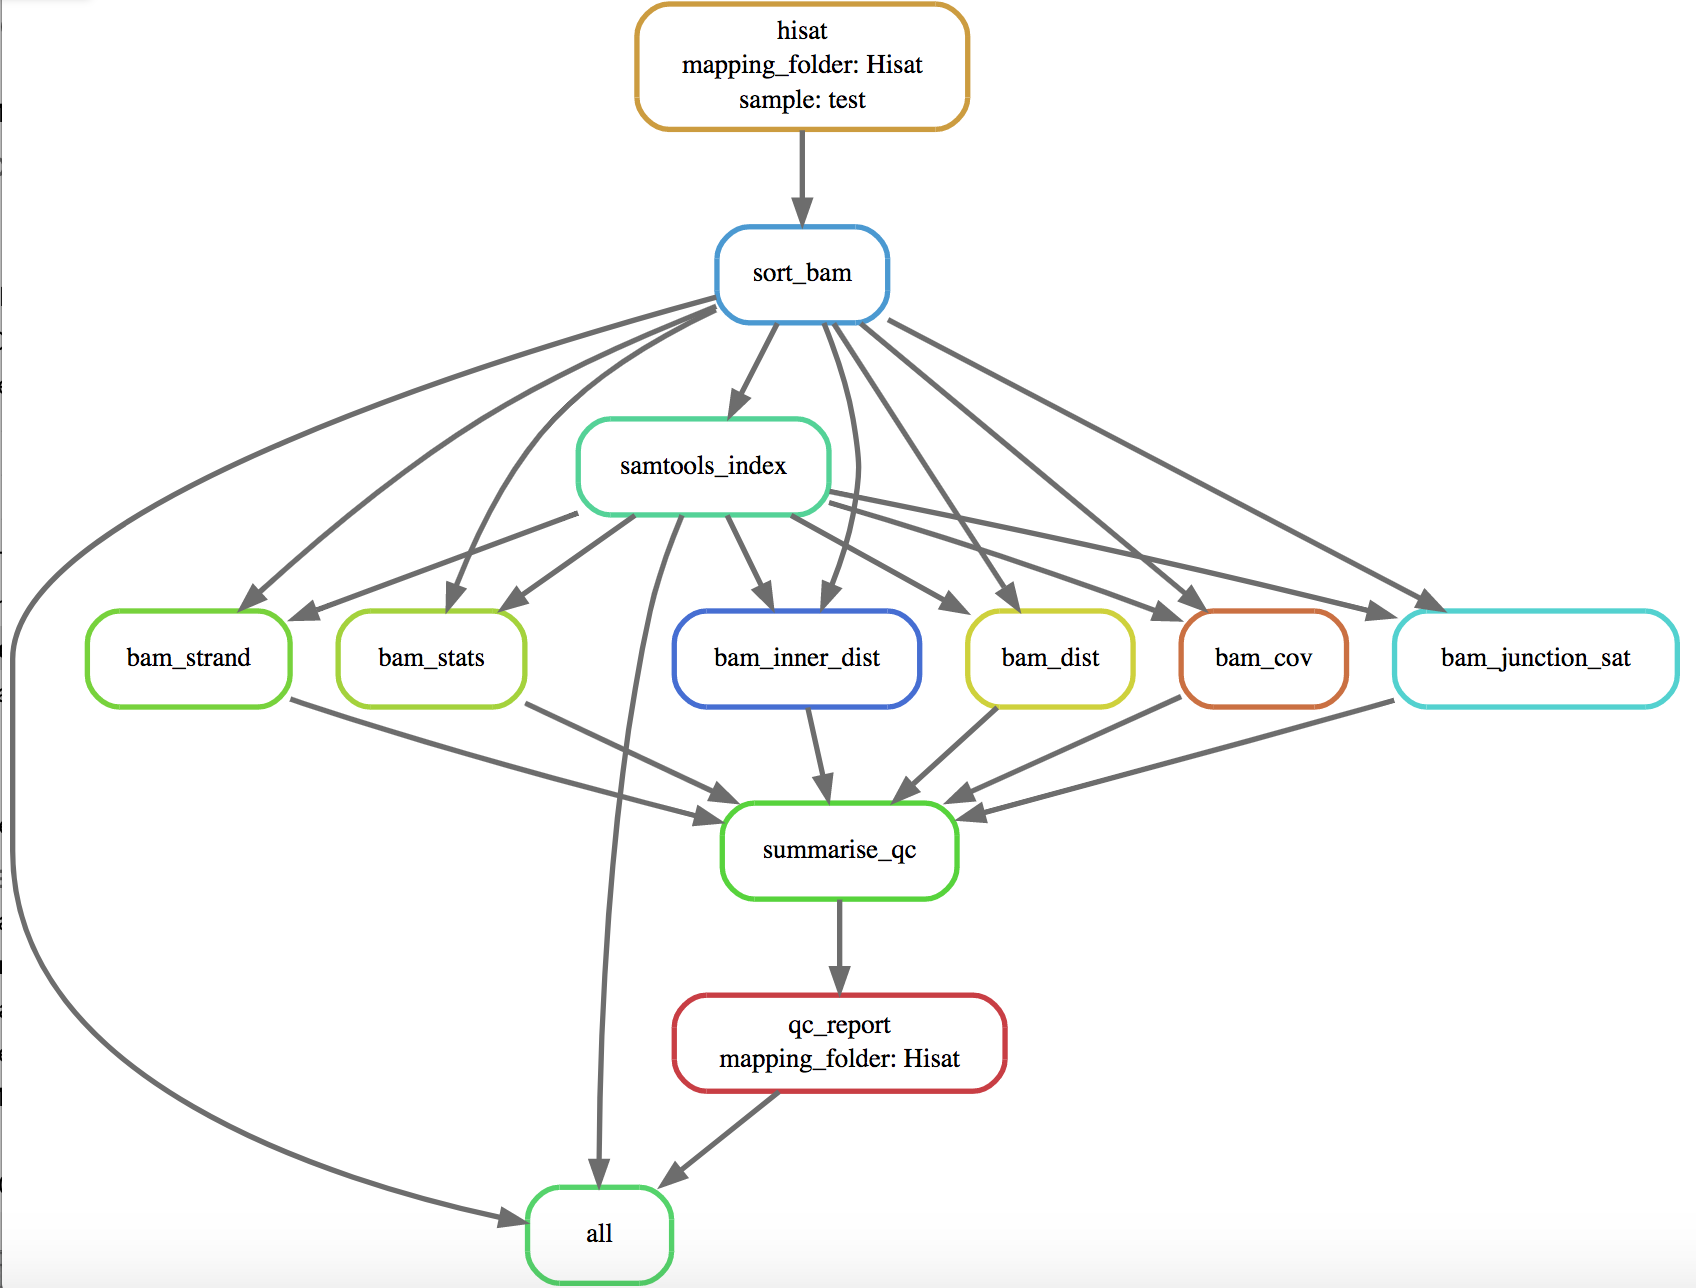 hisat
mapping_folder: Hisat
sample: test
sort_bam
samtools_index
bam_strand
bam_stats
bam_inner_dist
bam_dist
bam_cov
bam_junction_sat
summarise_qc
qc_report
mapping_folder: Hisat
all